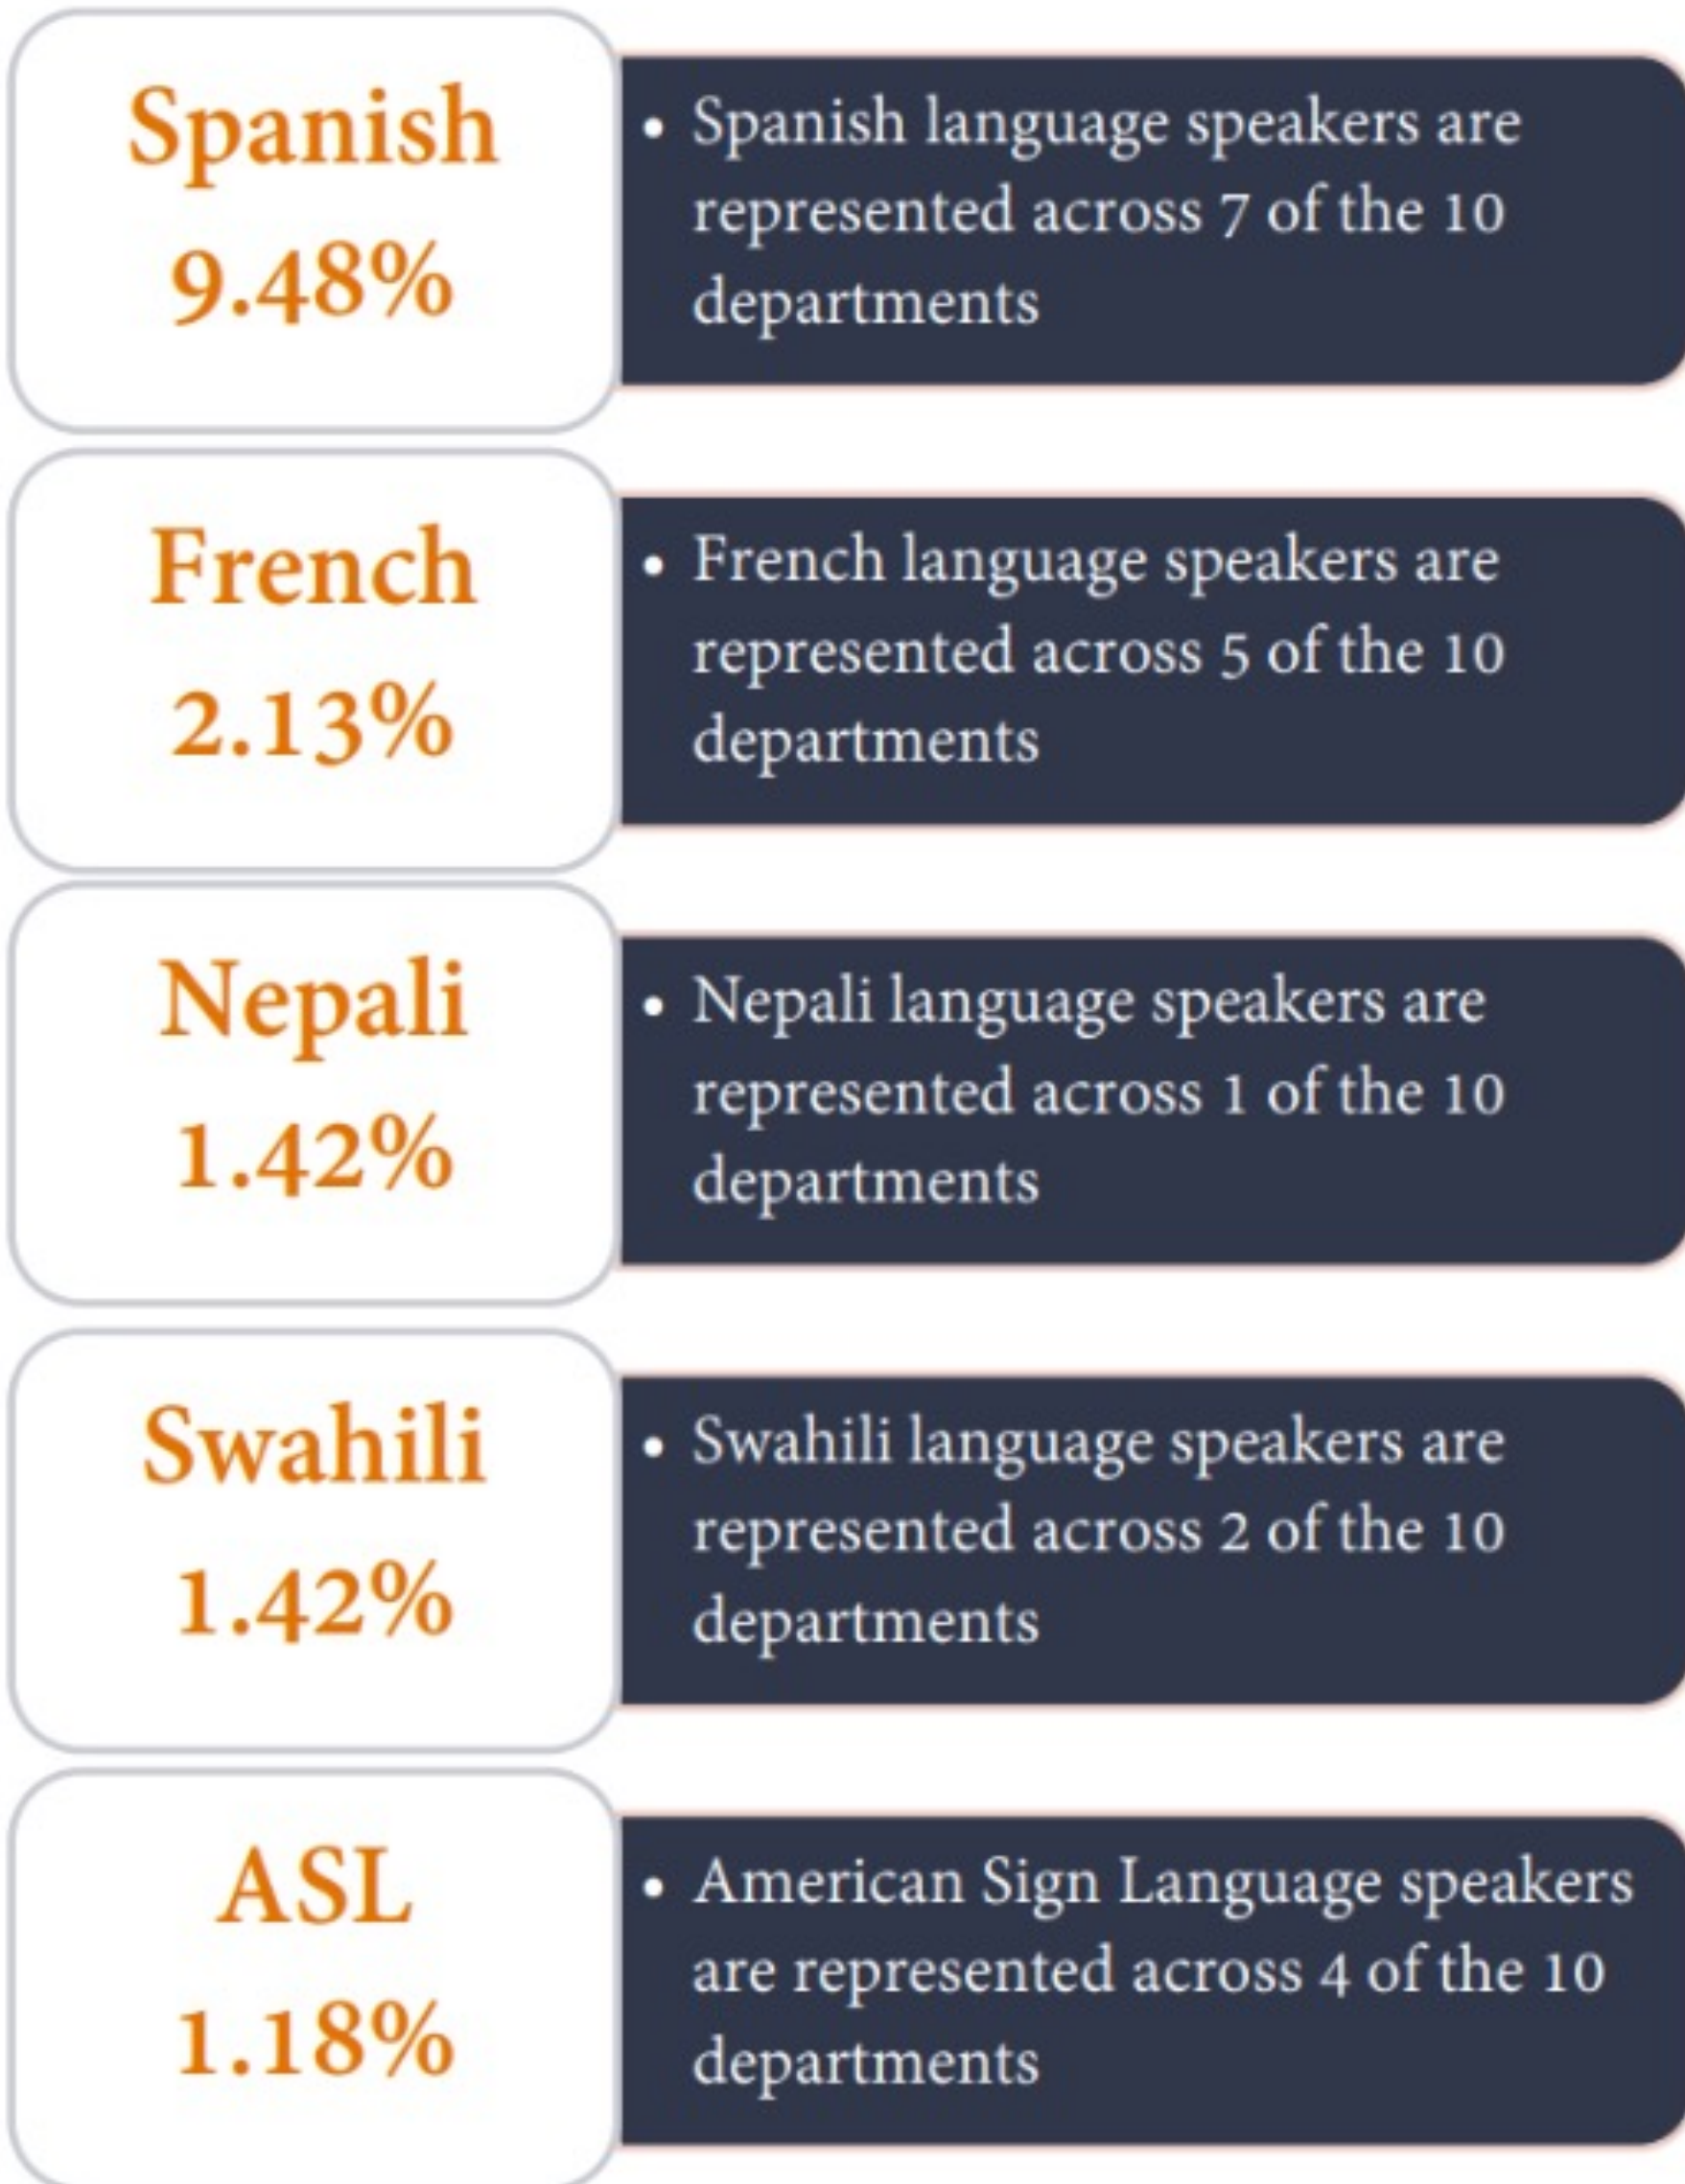 Spanish
9.48%
• Spanish language speakers are
represented across 7 of the 10
departments
French
2.13%
• French language speakers are
represented across 5 of the 10
departments
Nepali
1.42%
• Nepali language speakers are
represented across 1 of the 10
departments
Swahili
1.42%
• Swahili language speakers are
represented across 2 of the 10
departments
ASL
1.18%
• American Sign Language speakers
are represented across 4 of the 10
departments